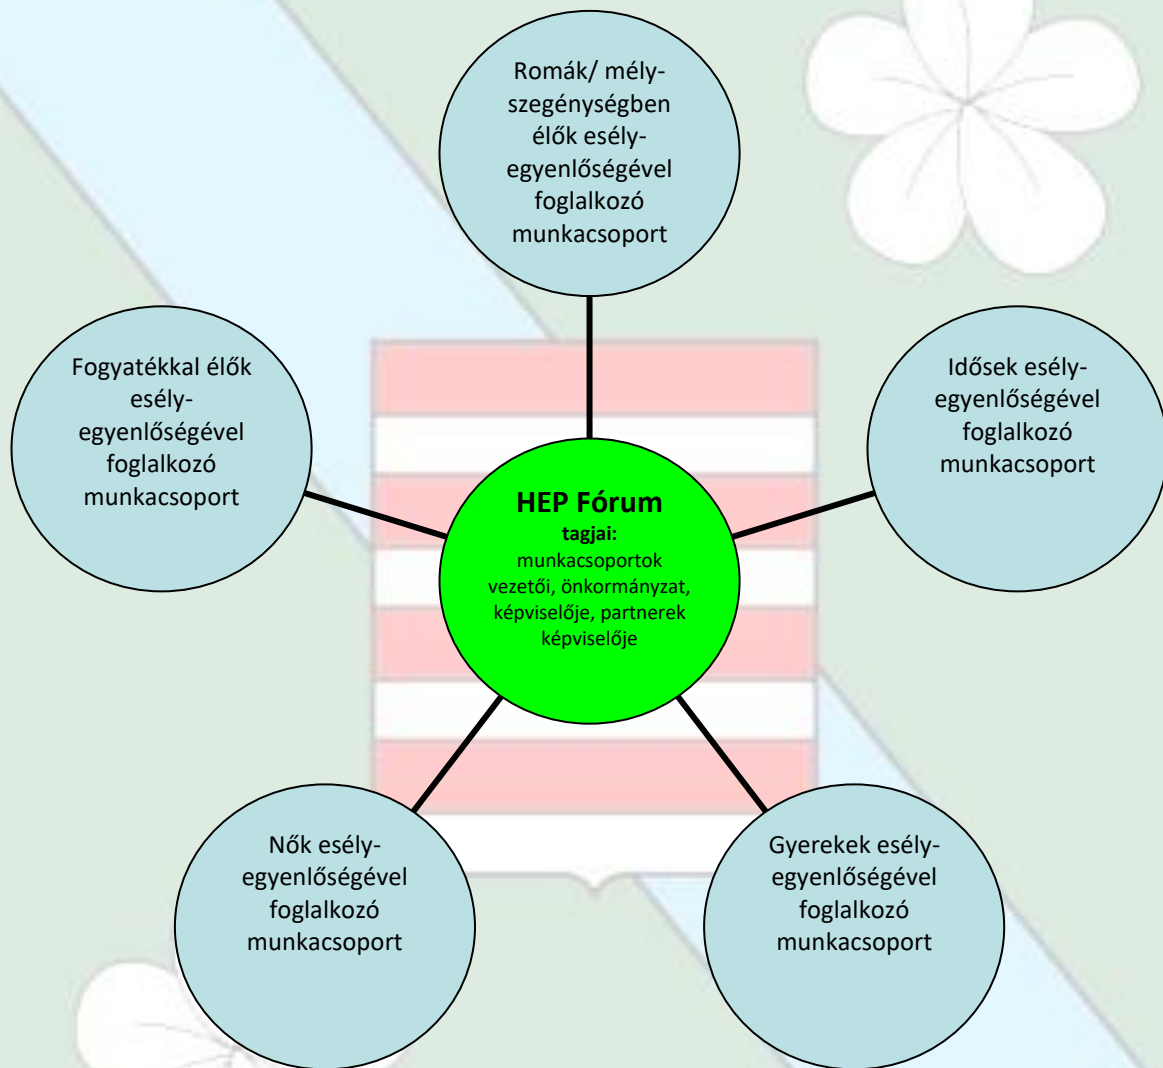 Romák/ mély-
szegénységben
élők esély-
egyenlőségével
foglalkozó
munkacsoport
Fogyatékkal élők
esély-
egyenlőségével
foglalkozó
munkacsoport
Idősek esély-
egyenlőségével
foglalkozó
munkacsoport
HEP Fórum
tagjai:
munkacsoportok
vezetői, önkormányzat,
képviselője, partnerek
képviselője
Nők esély-
egyenlőségével
foglalkozó
munkacsoport
Gyerekek esély-
egyenlőségével
foglalkozó
munkacsoport